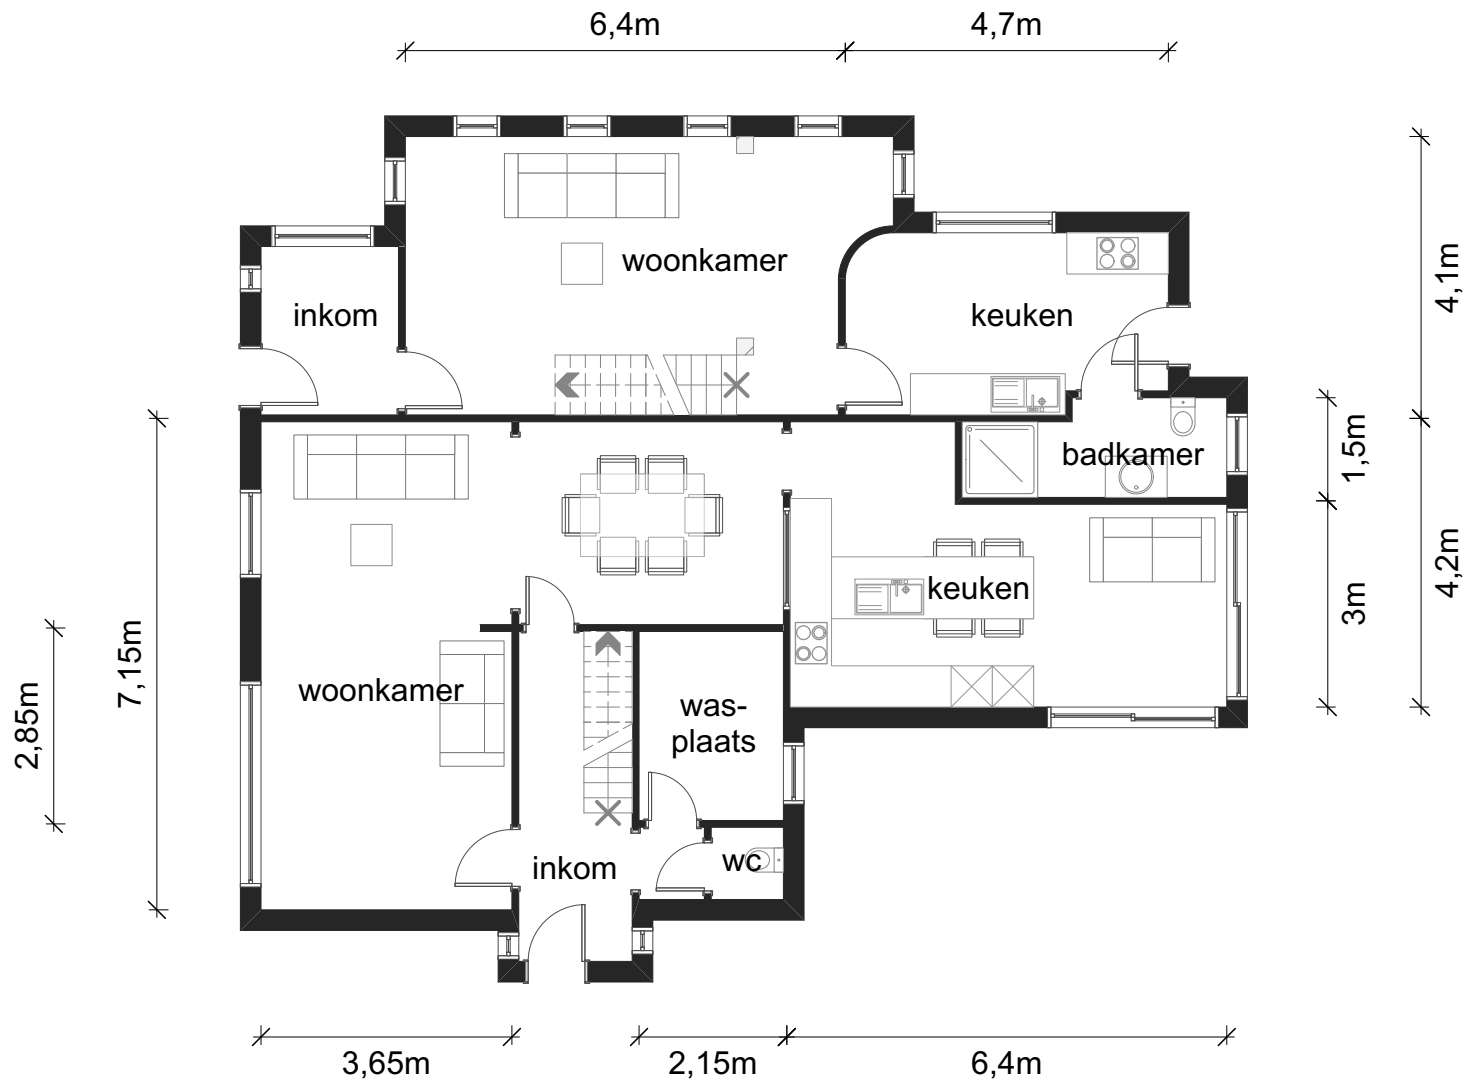 6,4m
4,7m
woonkamer
inkom
keuken
4,1m
badkamer
1,5m
keuken
3m
4,2m
7,15m
2,85m
woonkamer
was-
plaats
inkom
wc
3,65m
2,15m
6,4m